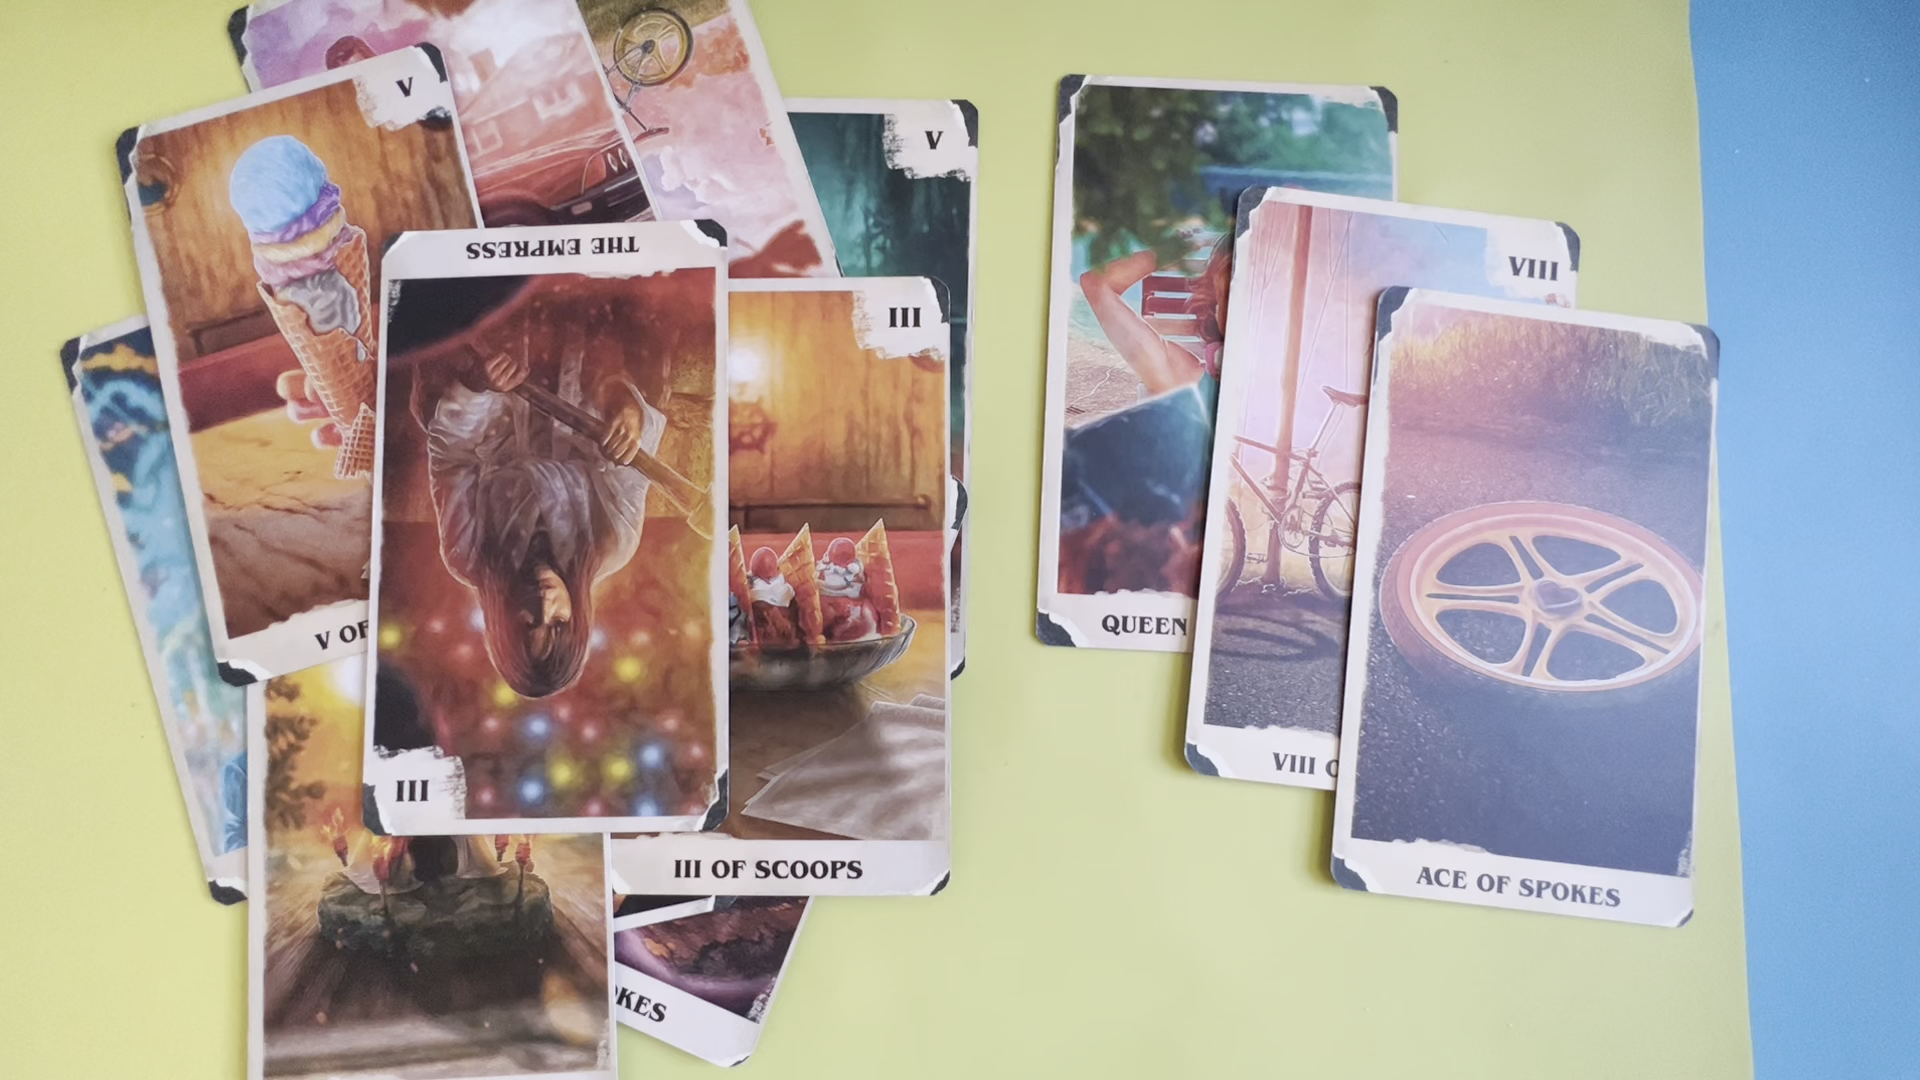 V
THE EMPRESS
V
III
V OF
III
III OF SCOOPS
KES
QUEEN
VIII
VIII
ACE OF SPOKES